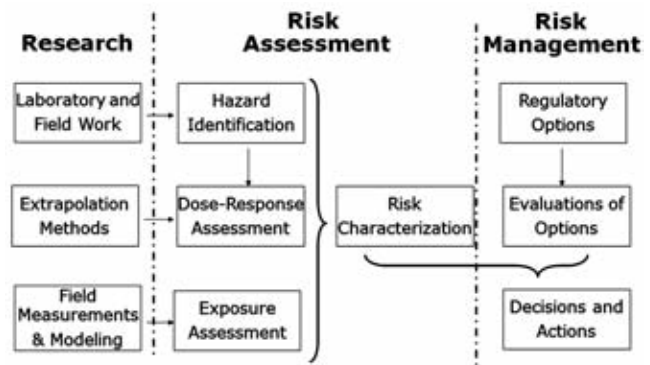 Research
Risk
Assessment
Risk
Management
Laboratory and
Field Work
Hazard
Identification
Regulatory
Options
Extrapolation
Methods
Dose-Response
Assessment
Risk
Characterization
Evaluations of
Options
Field
Measurements
& Modeling
Exposure
Assessment
Decisions and
Actions